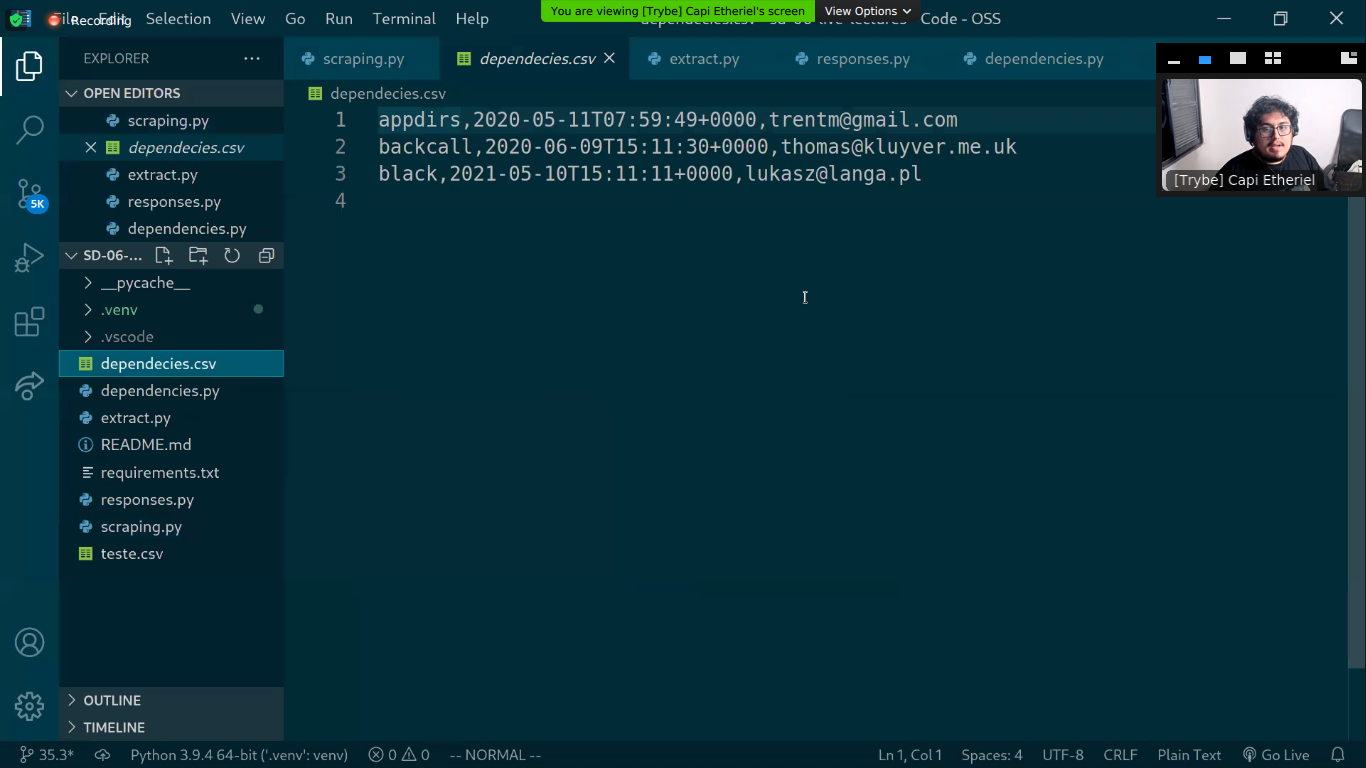 File Edit Selection View Go Run Terminal Help
Recording
You are viewing [Trybe] Capi Etheriel's screen
View Options
Code - OSS
EXPLORER
scraping.py
dependecies.csv
extract.py
responses.py
dependencies.py
OPEN EDITORS
scraping.py
dependecies.csv
extract.py
responses.py
dependencies.py
dependecies.csv
1 appdirs,2020-05-11T07:59:49+0000,trentm@gmail.com
2 backcall,2020-06-09T15:11:30+0000,thomas@kluyver.me.uk
3 black,2021-05-10T15:11:11+0000,lukasz@langa.pl
4
[Trybe] Capi Etheriel
5K
SD-06-...
__pycache__
.venv
.vscode
dependecies.csv
dependencies.py
extract.py
README.md
requirements.txt
responses.py
scraping.py
teste.csv
OUTLINE
TIMELINE
35.3* Python 3.9.4 64-bit ('.venv': venv) 0 0 -- NORMAL -- Ln 1, Col 1 Spaces: 4 UTF-8 CRLF Plain Text Go Live